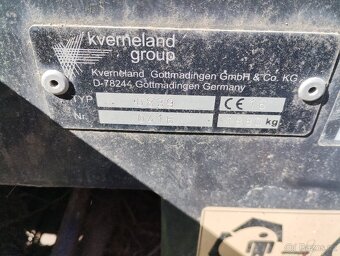 kverneland
group
Kverneland Gottmadingen GmbH & Co. KG
D-78244 Gottmadingen Germany
TYP CE
Nr. kg